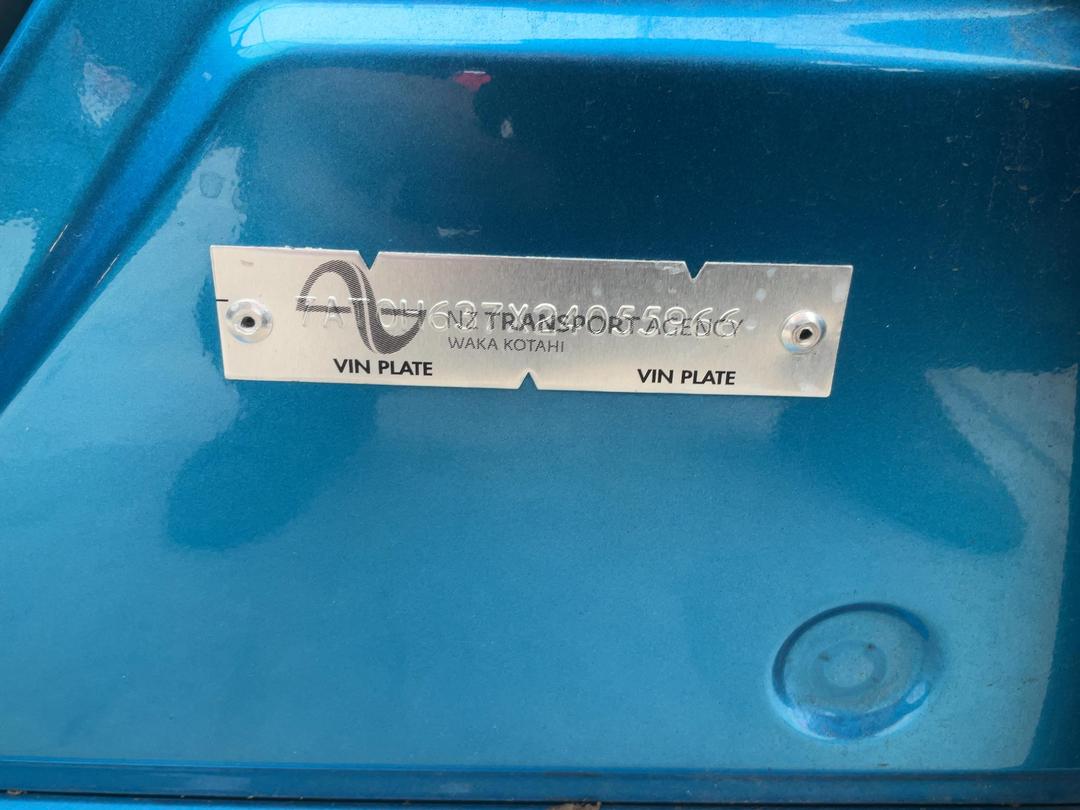 NZ TRANSPORT AGENCY
WAKA KOTAHI
VIN PLATE VIN PLATE